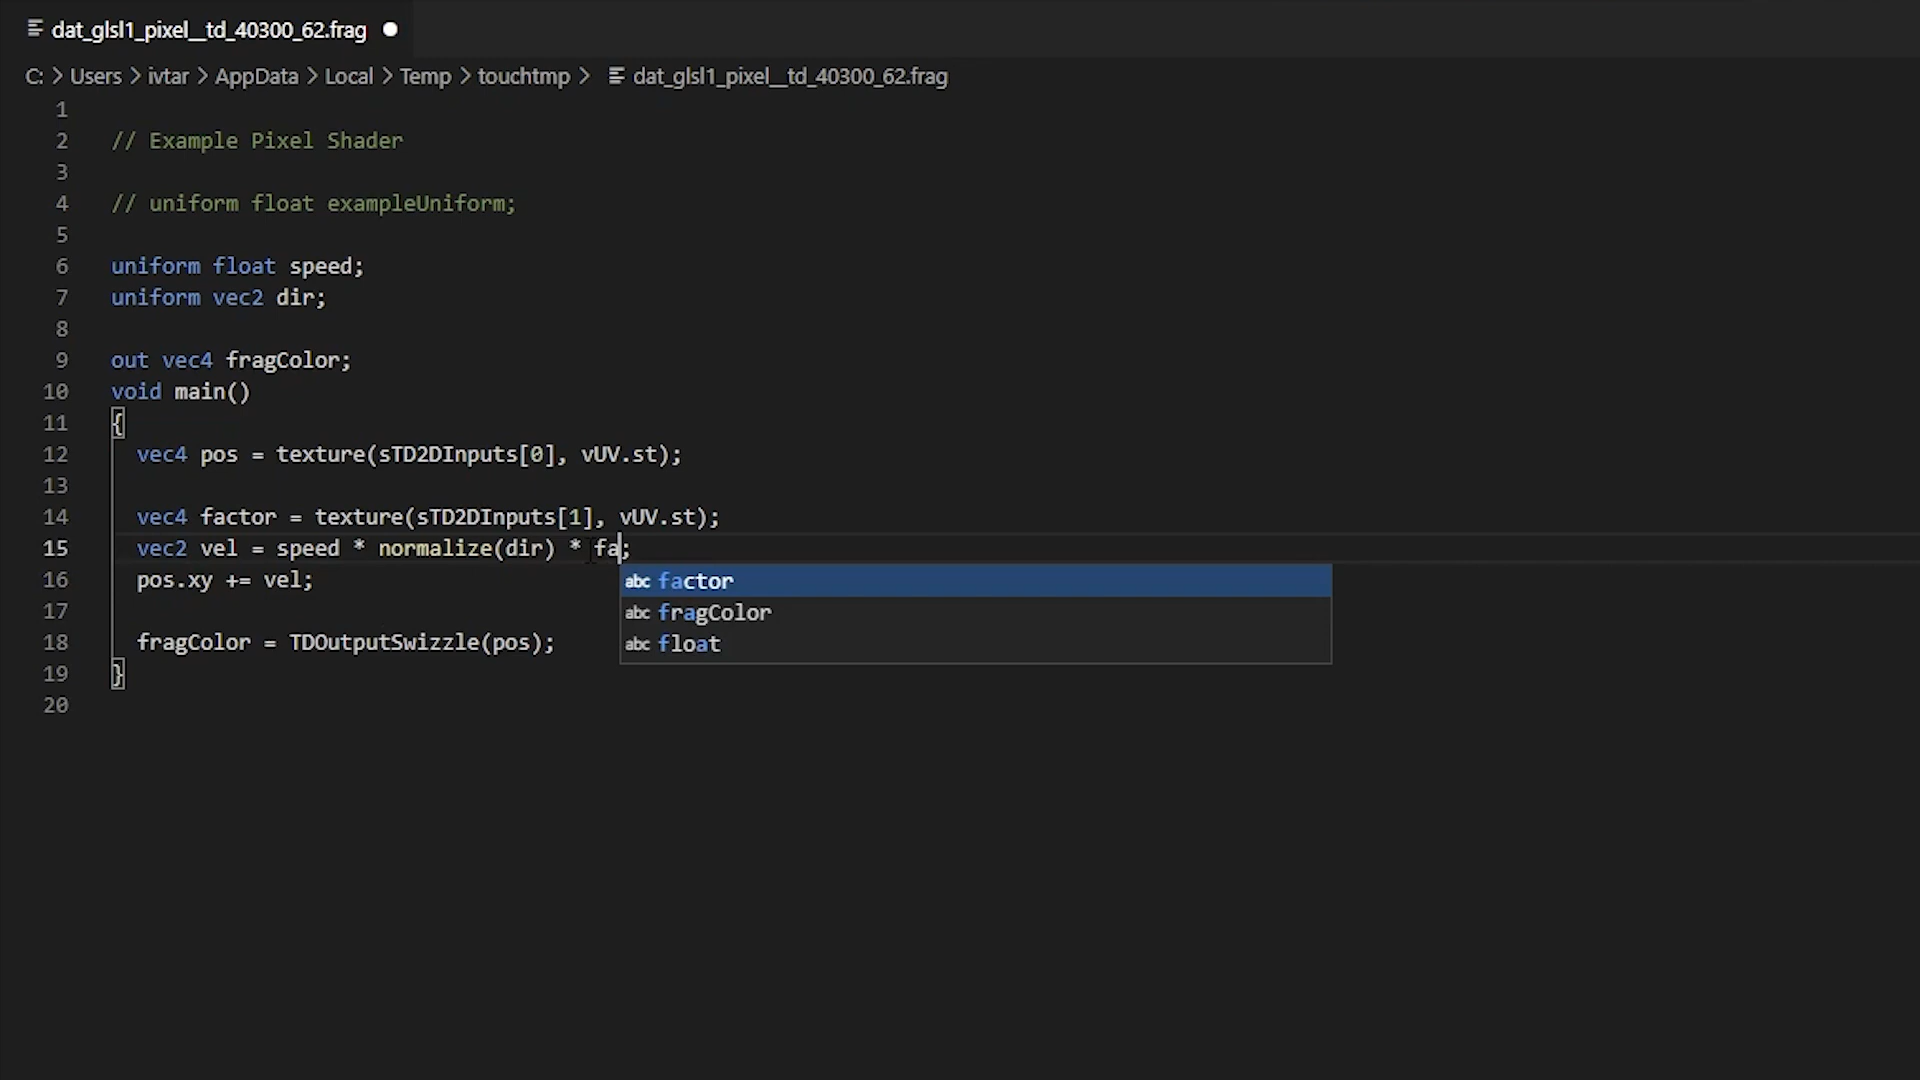 dat_glsl1_pixel__td_40300_62.frag
C: > Users > ivtar > AppData > Local > Temp > touchtmp > dat_glsl1_pixel__td_40300_62.frag
1
2 // Example Pixel Shader
3
4 // uniform float exampleUniform;
5
6 uniform float speed;
7 uniform vec2 dir;
8
9 out vec4 fragColor;
10 void main()
11 {
12 vec4 pos = texture(sTD2DInputs[0], vUV.st);
13
14 vec4 factor = texture(sTD2DInputs[1], vUV.st);
15 vec2 vel = speed * normalize(dir) * fa;
abc factor
16 pos.xy += vel;
abc fragColor
17
abc float
18 fragColor = TDOutputSwizzle(pos);
19 }
20